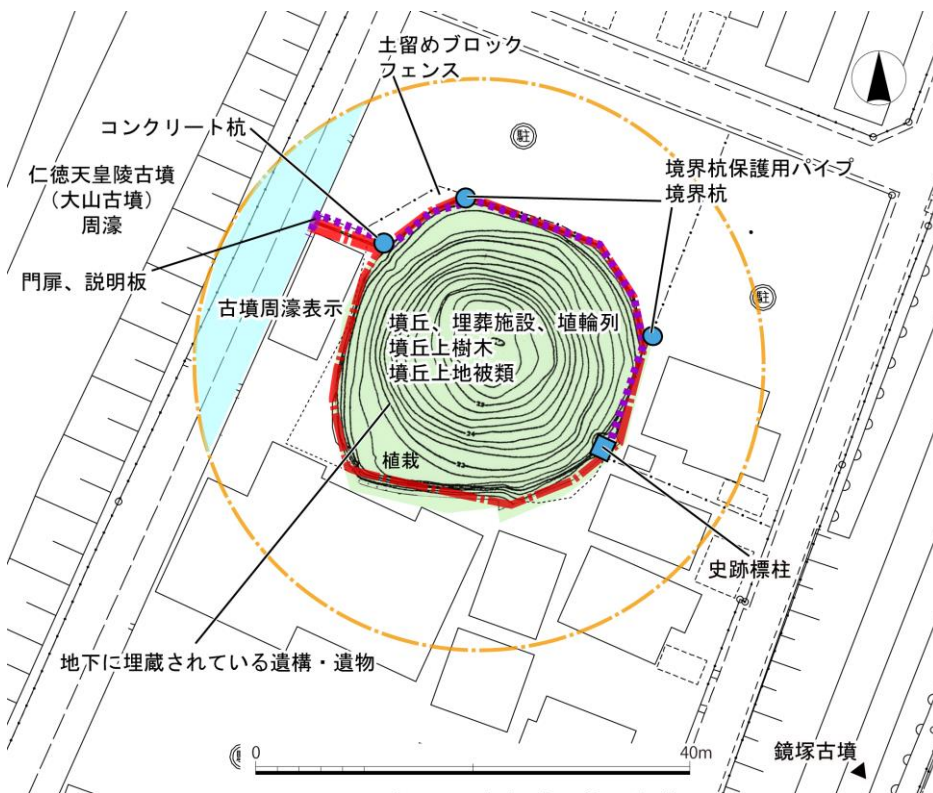 土留めブロック
フェンス
コンクリート杭
駐
境界杭保護用パイプ
境界杭
仁徳天皇陵古墳
（大山古墳）
周濠
門扉、説明板
古墳周濠表示
駐
墳丘、埋葬施設、埴輪列
墳丘上樹木
墳丘上地被類
植栽
史跡標柱
地下に埋蔵されている遺構・遺物
鏡塚古墳
0
40m